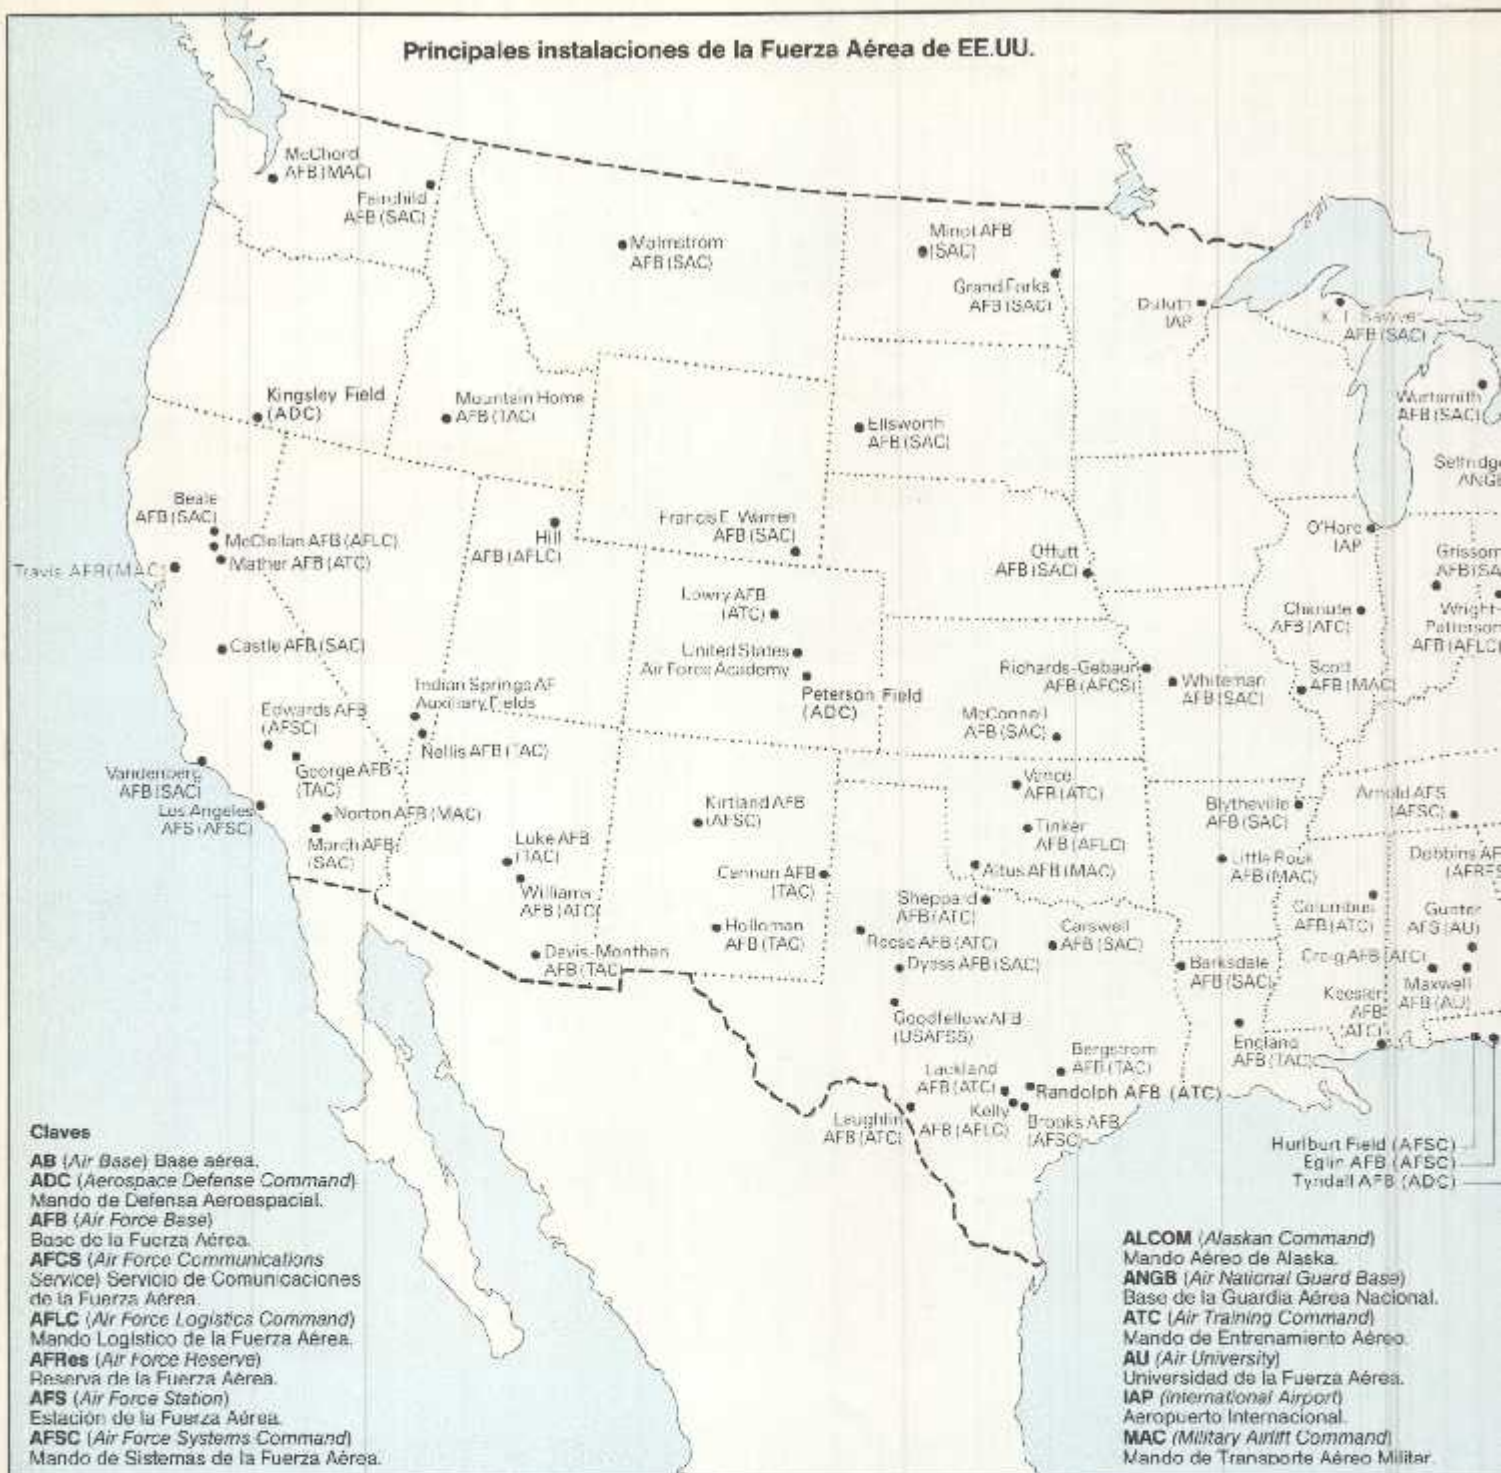 Principales instalaciones de la Fuerza Aérea de EE.UU.
McChord
AFB (MAC)
Fairchild
AFB (SAC)
Malmstrom
AFB (SAC)
Minot AFB
(SAC)
Grand Forks
AFB (SAC)
Duluth
IAP
K. I. Sawyer
AFB (SAC)
Wurtsmith
AFB (SAC)
Kingsley Field
(ADC)
Mountain Home
AFB (TAC)
Ellsworth
AFB (SAC)
Selfridge
ANGB
Beale
AFB (SAC)
McClellan AFB (AFLC)
Mather AFB (ATC)
Travis AFB (MAC)
Hill
AFB (AFLC)
Francis E. Warren
AFB (SAC)
Offutt
AFB (SAC)
O'Hare
IAP
Grissom
AFB (SA
Lowry AFB
(ATC)
Chanute
AFB (ATC)
Wright-
Patterson
AFB (AFLC)
Castle AFB (SAC)
United States
Air Force Academy
Peterson Field
(ADC)
Richards-Gebaur
AFB (AFCS)
Whiteman
AFB (SAC)
Scott
AFB (MAC)
Indian Springs AF
Auxiliary Fields
Nellis AFB (TAC)
McConnell
AFB (SAC)
Edwards AFB
(AFSC)
George AFB
(TAC)
Vandenberg
AFB (SAC)
Los Angeles
AFS (AFSC)
Norton AFB (MAC)
March AFB
(SAC)
Luke AFB
(TAC)
Williams
AFB (ATC)
Davis-Monthan
AFB (TAC)
Kirtland AFB
(AFSC)
Cannon AFB
(TAC)
Holloman
AFB (TAC)
Vance
AFB (ATC)
Tinker
AFB (AFLC)
Altus AFB (MAC)
Sheppard
AFB (ATC)
Reese AFB (ATC)
Dyess AFB (SAC)
Carswell
AFB (SAC)
Goodfellow AFB
(USAFSS)
Blytheville
AFB (SAC)
Arnold AFS
(AFSC)
Little Rock
AFB (MAC)
Dobbins AF
(AFRES
Columbus
AFB (ATC)
Gunter
AFS (AU)
Craig AFB (ATC)
Maxwell
AFB (AU)
Barksdale
AFB (SAC)
Keesler
AFB
(ATC)
England
AFB (TAC)
Bergstrom
AFB (TAC)
Lackland
AFB (ATC)
Randolph AFB (ATC)
Kelly
AFB (AFLC)
Brooks AFB
(AFSC)
Laughlin
AFB (ATC)
Hurlburt Field (AFSC)
Eglin AFB (AFSC)
Tyndall AFB (ADC)
Claves
AB (Air Base) Base aérea.
ADC (Aerospace Defense Command)
Mando de Defensa Aeroespacial.
AFB (Air Force Base)
Base de la Fuerza Aérea.
AFCS (Air Force Communications
Service) Servicio de Comunicaciones
de la Fuerza Aérea.
AFLC (Air Force Logistics Command)
Mando Logístico de la Fuerza Aérea.
AFRes (Air Force Reserve)
Reserva de la Fuerza Aérea.
AFS (Air Force Station)
Estación de la Fuerza Aérea.
AFSC (Air Force Systems Command)
Mando de Sistemas de la Fuerza Aérea.
ALCOM (Alaskan Command)
Mando Aéreo de Alaska.
ANGB (Air National Guard Base)
Base de la Guardia Aérea Nacional.
ATC (Air Training Command)
Mando de Entrenamiento Aéreo.
AU (Air University)
Universidad de la Fuerza Aérea.
IAP (International Airport)
Aeropuerto Internacional.
MAC (Military Airlift Command)
Mando de Transporte Aéreo Militar.